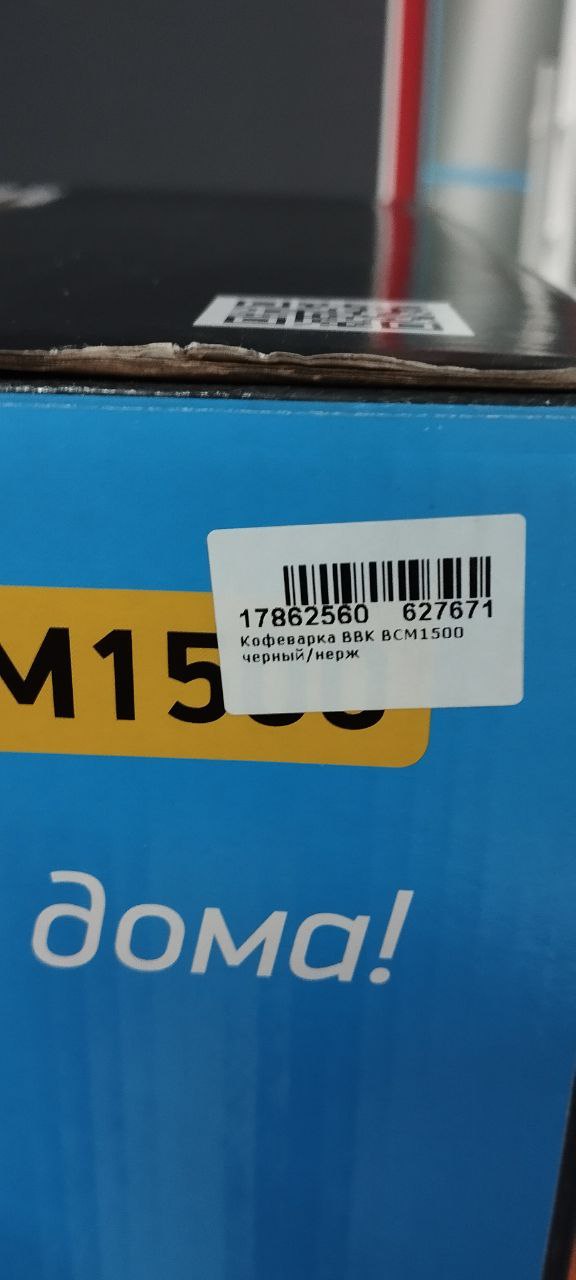 17862560 627671
Кофеварка BBK BCM1500
черный/нерж
M15
дома!